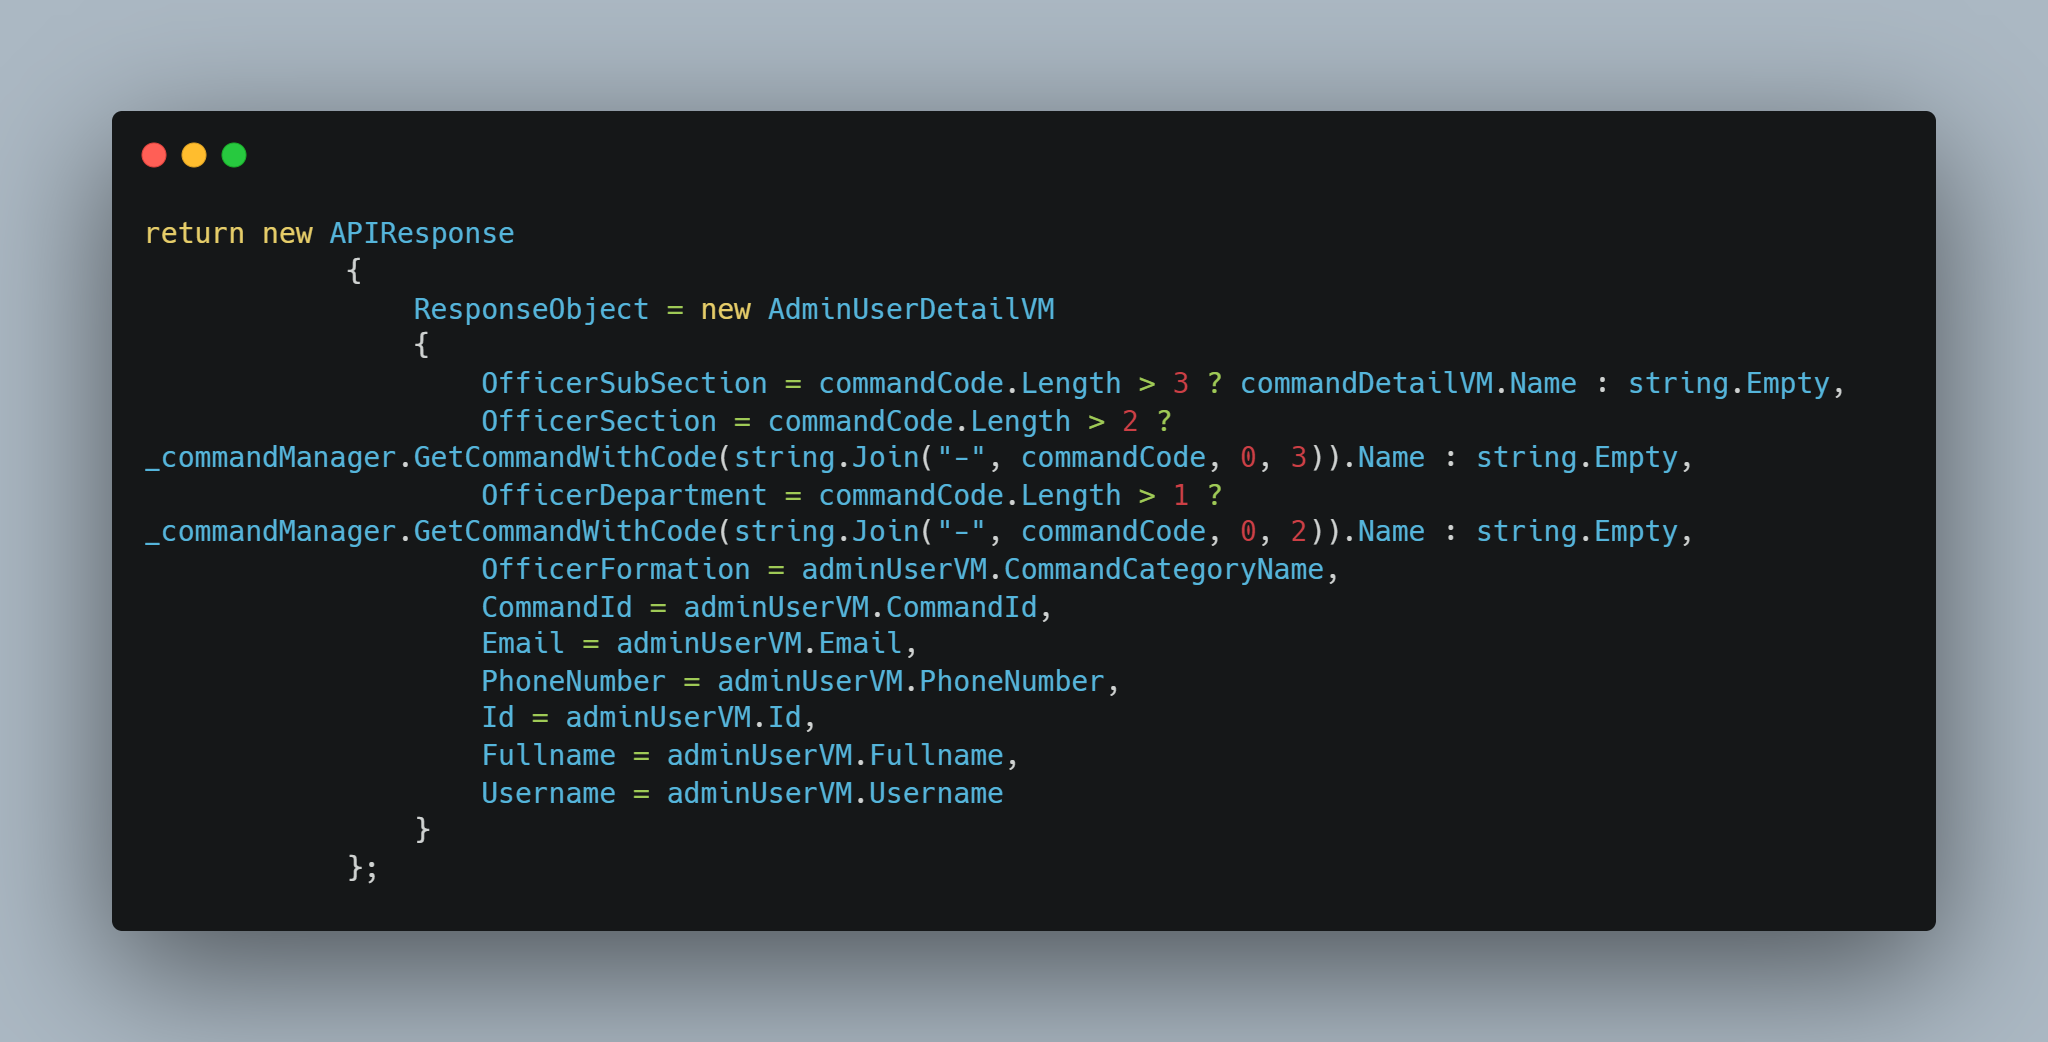 return new APIResponse
            {
                ResponseObject = new AdminUserDetailVM
                {
                    OfficerSubSection = commandCode.Length > 3 ? commandDetailVM.Name : string.Empty,
                    OfficerSection = commandCode.Length > 2 ?
_commandManager.GetCommandWithCode(string.Join("-", commandCode, 0, 3)).Name : string.Empty,
                    OfficerDepartment = commandCode.Length > 1 ?
_commandManager.GetCommandWithCode(string.Join("-", commandCode, 0, 2)).Name : string.Empty,
                    OfficerFormation = adminUserVM.CommandCategoryName,
                    CommandId = adminUserVM.CommandId,
                    Email = adminUserVM.Email,
                    PhoneNumber = adminUserVM.PhoneNumber,
                    Id = adminUserVM.Id,
                    Fullname = adminUserVM.Fullname,
                    Username = adminUserVM.Username
                }
            };